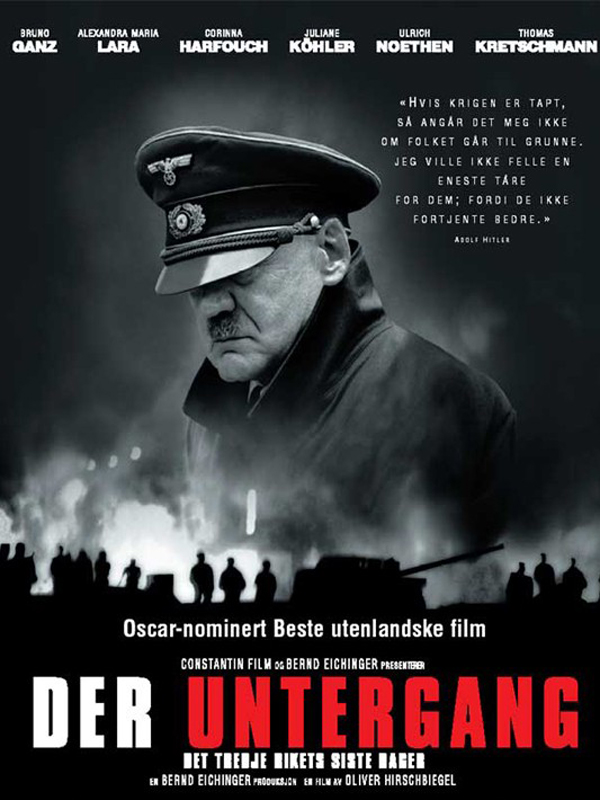 BRUNO ALEXANDRA MARIA CORINNA JULIANE ULRICH THOMAS
GANZ LARA HARFOUCH KÖHLER NOETHEN KRETSCHMANN
«HVIS KRIGEN ER TAPT,
SÅ ANGÅR DET MEG IKKE
OM FOLKET GÅR TIL GRUNNE.
JEG VILLE IKKE FELLE EN
ENESTE TÅRE
FOR DEM; FORDI DE IKKE
FORTJENTE BEDRE.»
ADOLF HITLER
Oscar-nominert Beste utenlandske film
CONSTANTIN FILM OG BERND EICHINGER PRESENTERER
DER UNTERGANG
DET TREDJE RIKETS SISTE DAGER
EN BERND EICHINGER PRODUKSJON EN FILM AV OLIVER HIRSCHBIEGEL